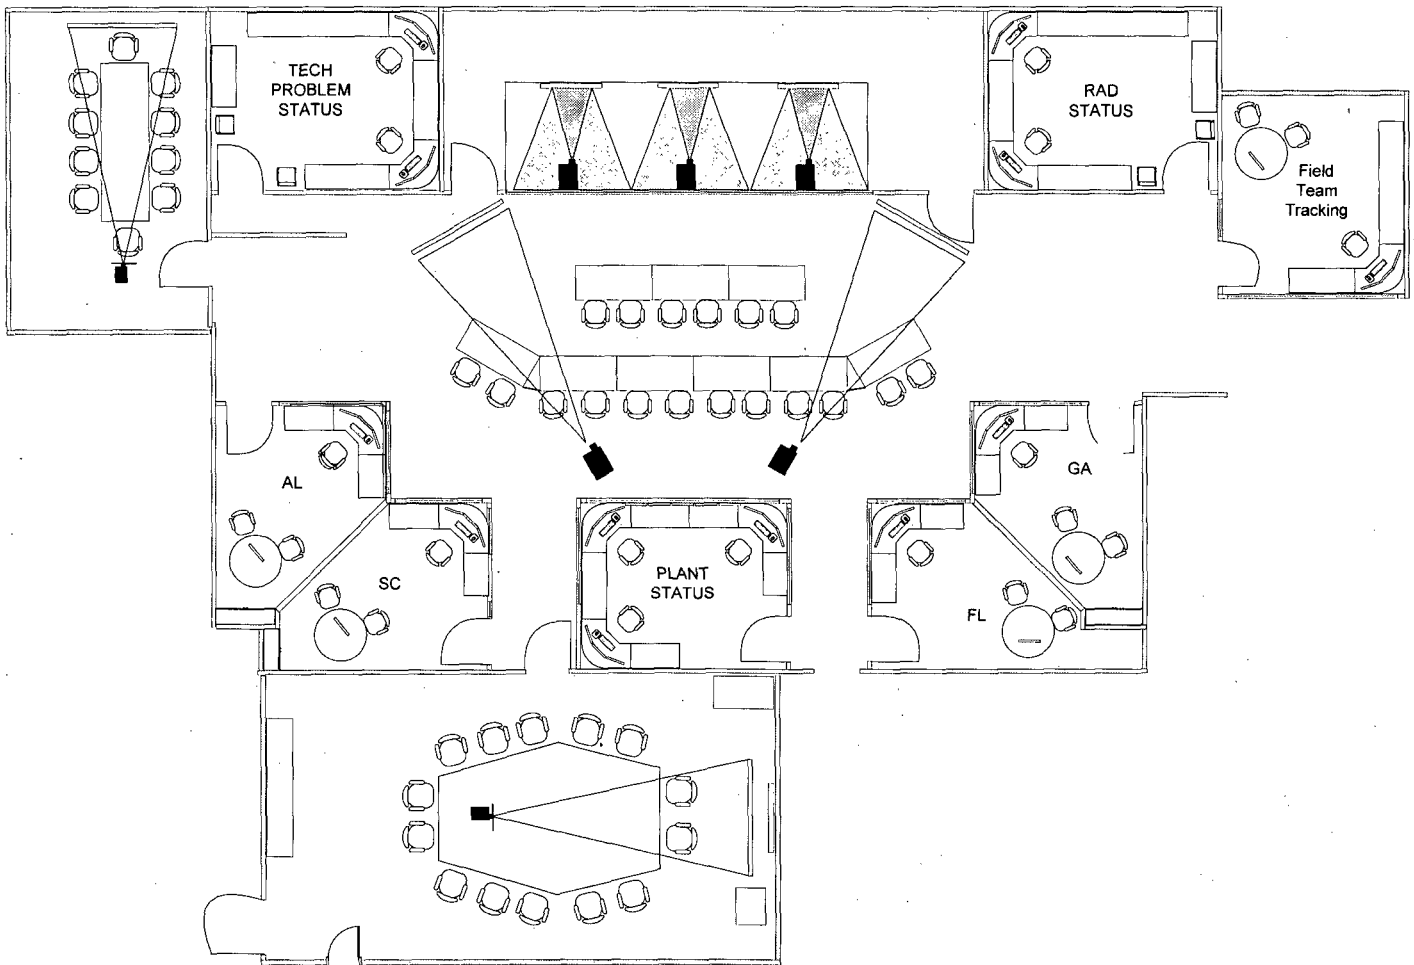 TECH
PROBLEM
STATUS
RAD
STATUS
Field
Team
Tracking
AL
GA
SC
PLANT
STATUS
FL